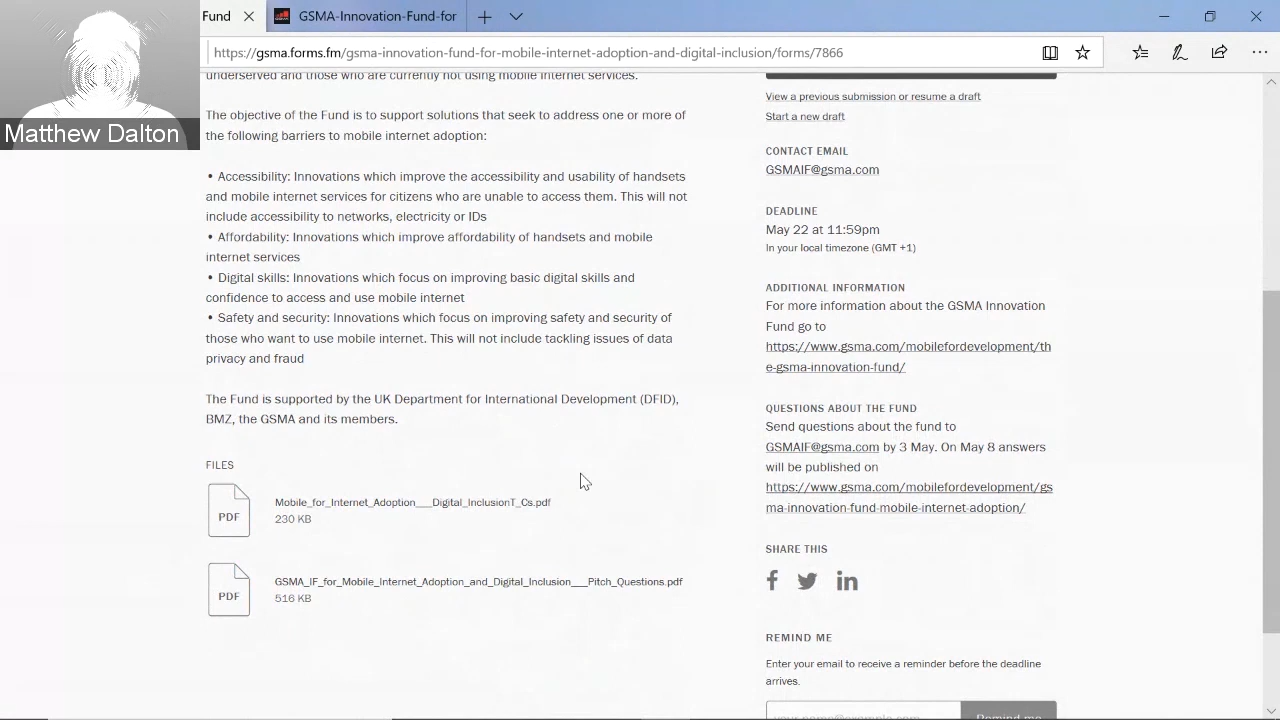 Fund
GSMA-Innovation-Fund-for
https://gsma.forms.fm/gsma-innovation-fund-for-mobile-internet-adoption-and-digital-inclusion/forms/7866
Matthew Dalton
underserved and those who are currently not using mobile internet services.
The objective of the Fund is to support solutions that seek to address one or more of
the following barriers to mobile internet adoption:
• Accessibility: Innovations which improve the accessibility and usability of handsets
and mobile internet services for citizens who are unable to access them. This will not
include accessibility to networks, electricity or IDs
• Affordability: Innovations which improve affordability of handsets and mobile
internet services
• Digital skills: Innovations which focus on improving basic digital skills and
confidence to access and use mobile internet
• Safety and security: Innovations which focus on improving safety and security of
those who want to use mobile internet. This will not include tackling issues of data
privacy and fraud
The Fund is supported by the UK Department for International Development (DFID),
BMZ, the GSMA and its members.
FILES
PDF
Mobile_for_Internet_Adoption___Digital_InclusionT_Cs.pdf
230 KB
PDF
GSMA_IF_for_Mobile_Internet_Adoption_and_Digital_Inclusion___Pitch_Questions.pdf
516 KB
View a previous submission or resume a draft
Start a new draft
CONTACT EMAIL
GSMAIF@gsma.com
DEADLINE
May 22 at 11:59pm
In your local timezone (GMT +1)
ADDITIONAL INFORMATION
For more information about the GSMA Innovation
Fund go to
https://www.gsma.com/mobilefordevelopment/th
e-gsma-innovation-fund/
QUESTIONS ABOUT THE FUND
Send questions about the fund to
GSMAIF@gsma.com by 3 May. On May 8 answers
will be published on
https://www.gsma.com/mobilefordevelopment/gs
ma-innovation-fund-mobile-internet-adoption/
SHARE THIS
REMIND ME
Enter your email to receive a reminder before the deadline
arrives.
your-name@example.com
Remind me